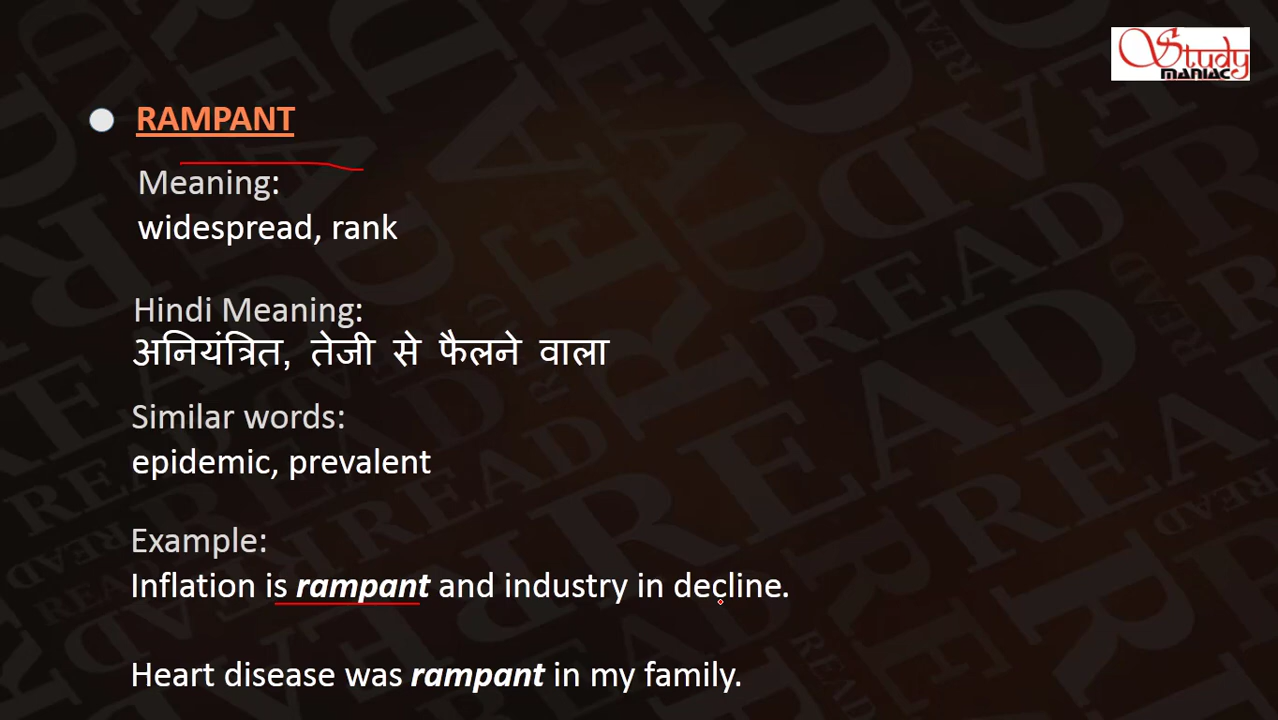 Study
MANIAC
RAMPANT
Meaning:
widespread, rank
Hindi Meaning:
अनियंत्रित, तेजी से फैलने वाला
Similar words:
epidemic, prevalent
Example:
Inflation is rampant and industry in decline.
Heart disease was rampant in my family.